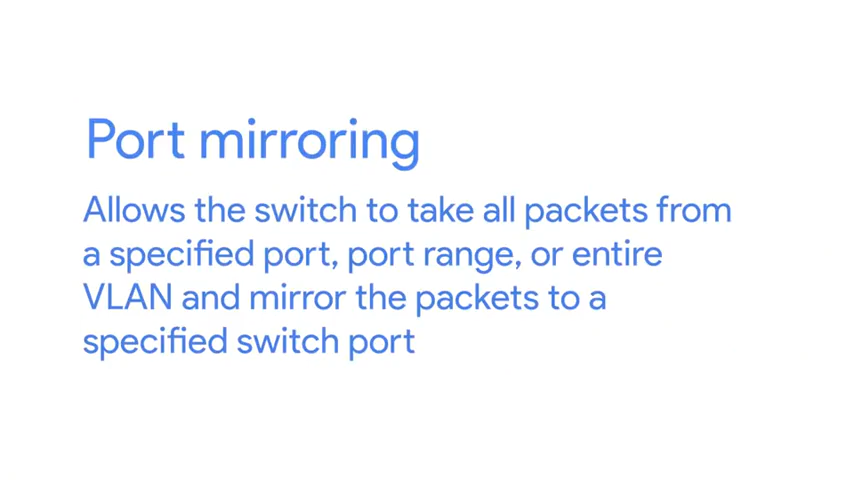 Port mirroring
Allows the switch to take all packets from
a specified port, port range, or entire
VLAN and mirror the packets to a
specified switch port